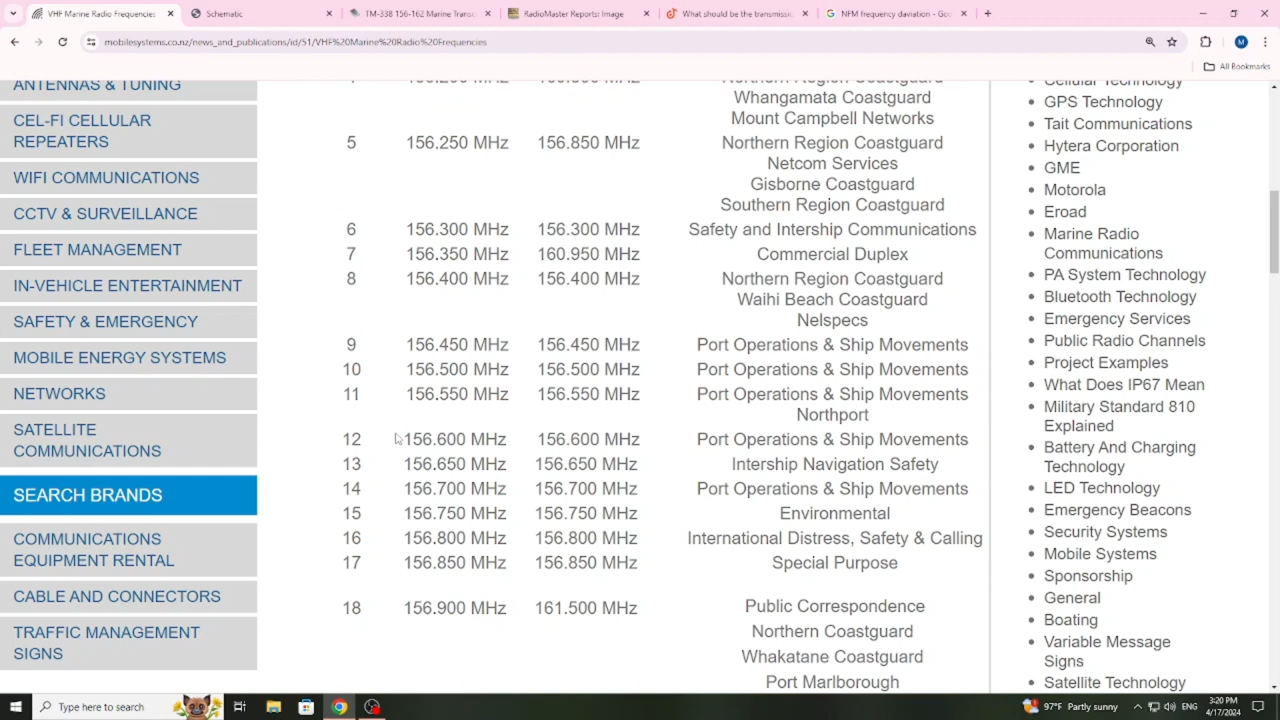 VHF Marine Radio Frequencies
Schematic
TM-338 156-162 Marine Trans
RadioMaster Reports: Image
What should be the transmissi
NFM frequency deviation - Goo
mobilesystems.co.nz/news_and_publications/id/51/VHF%20Marine%20Radio%20Frequencies
M
All Bookmarks
ANTENNAS & TUNING
CEL-FI CELLULAR
REPEATERS
WIFI COMMUNICATIONS
CCTV & SURVEILLANCE
FLEET MANAGEMENT
IN-VEHICLE ENTERTAINMENT
SAFETY & EMERGENCY
MOBILE ENERGY SYSTEMS
NETWORKS
SATELLITE
COMMUNICATIONS
SEARCH BRANDS
COMMUNICATIONS
EQUIPMENT RENTAL
CABLE AND CONNECTORS
TRAFFIC MANAGEMENT
SIGNS
Northern Region Coastguard
Whangamata Coastguard
Mount Campbell Networks
5 156.250 MHz 156.850 MHz Northern Region Coastguard
Netcom Services
Gisborne Coastguard
Southern Region Coastguard
6 156.300 MHz 156.300 MHz Safety and Intership Communications
7 156.350 MHz 160.950 MHz Commercial Duplex
8 156.400 MHz 156.400 MHz Northern Region Coastguard
Waihi Beach Coastguard
Nelspecs
9 156.450 MHz 156.450 MHz Port Operations & Ship Movements
10 156.500 MHz 156.500 MHz Port Operations & Ship Movements
11 156.550 MHz 156.550 MHz Port Operations & Ship Movements
Northport
12 156.600 MHz 156.600 MHz Port Operations & Ship Movements
13 156.650 MHz 156.650 MHz Intership Navigation Safety
14 156.700 MHz 156.700 MHz Port Operations & Ship Movements
15 156.750 MHz 156.750 MHz Environmental
16 156.800 MHz 156.800 MHz International Distress, Safety & Calling
17 156.850 MHz 156.850 MHz Special Purpose
18 156.900 MHz 161.500 MHz Public Correspondence
Northern Coastguard
Whakatane Coastguard
Port Marlborough
Cellular Technology
GPS Technology
Tait Communications
Hytera Corporation
GME
Motorola
Eroad
Marine Radio
Communications
PA System Technology
Bluetooth Technology
Emergency Services
Public Radio Channels
Project Examples
What Does IP67 Mean
Military Standard 810
Explained
Battery And Charging
Technology
LED Technology
Emergency Beacons
Security Systems
Mobile Systems
Sponsorship
General
Boating
Variable Message
Signs
Satellite Technology
Type here to search
97°F Partly sunny
ENG
3:20 PM
4/17/2024